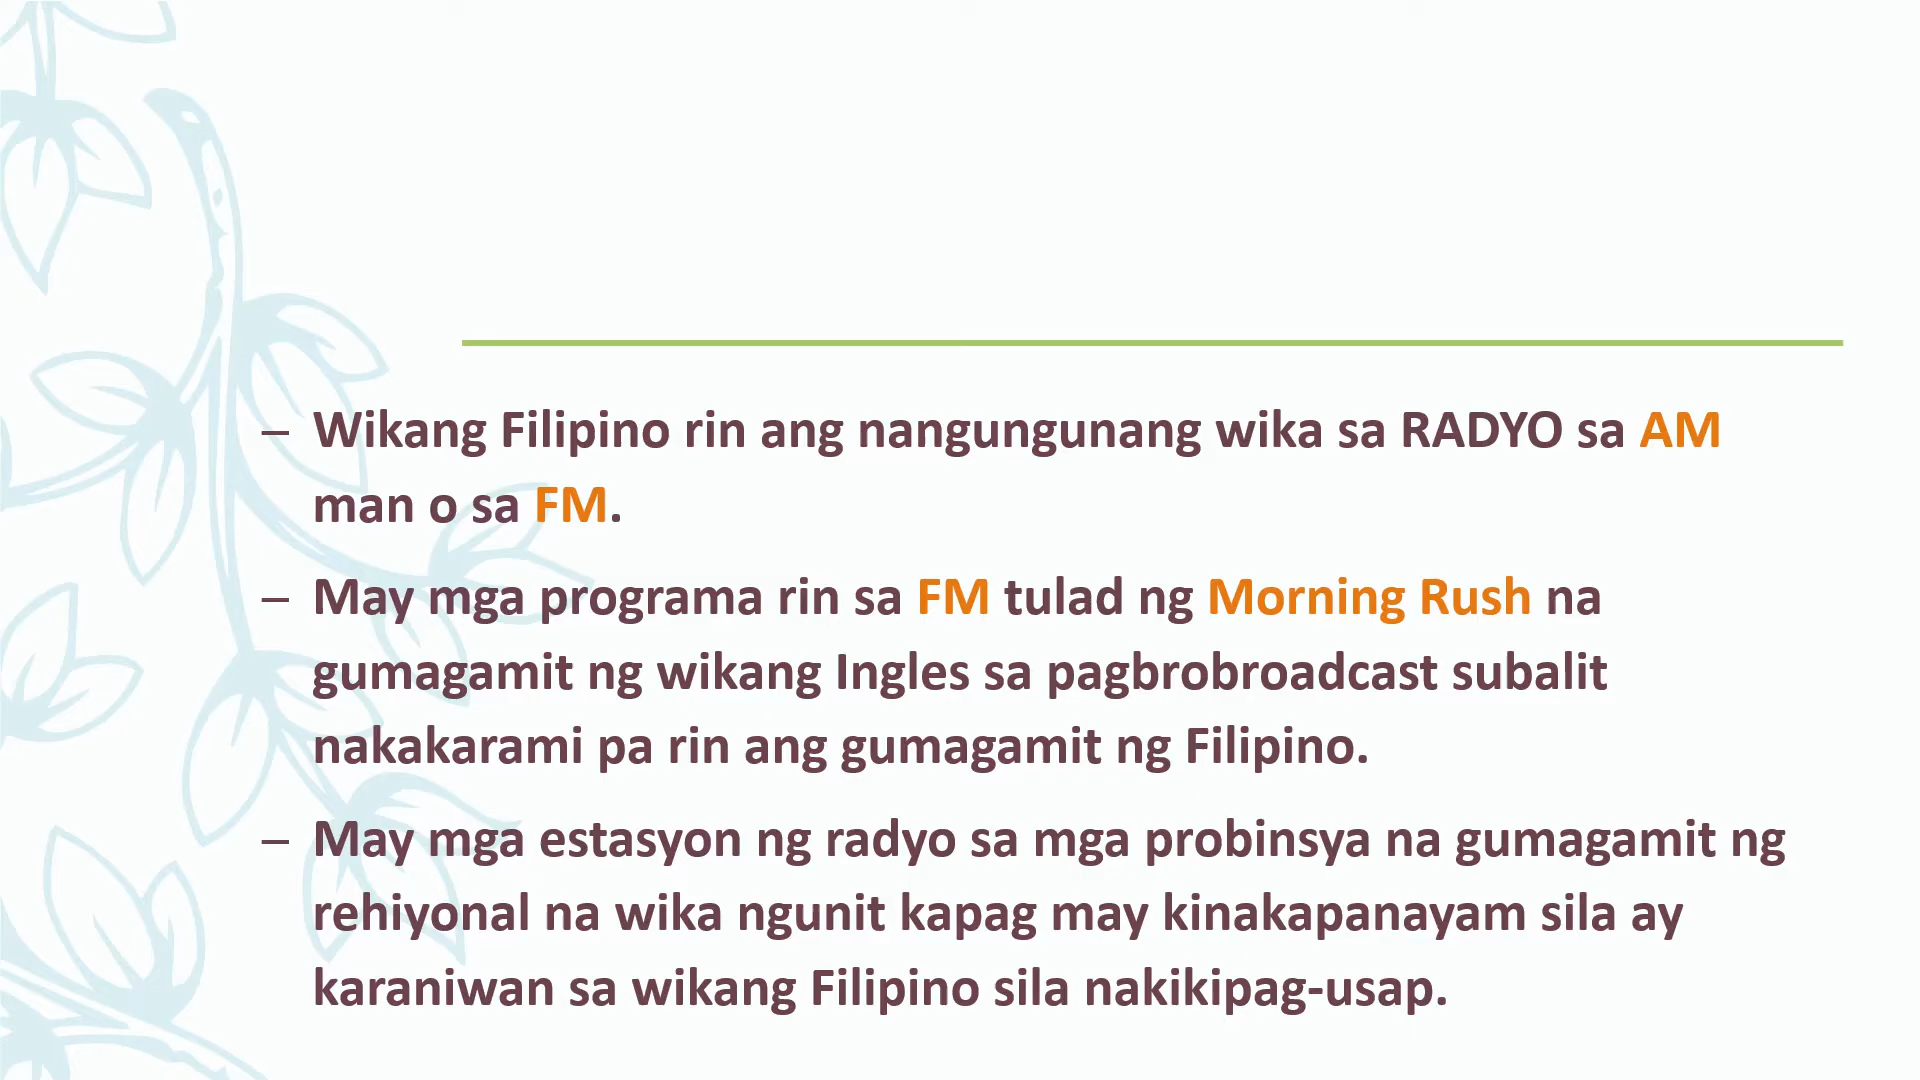 – Wikang Filipino rin ang nangungunang wika sa RADYO sa AM
man o sa FM.
– May mga programa rin sa FM tulad ng Morning Rush na
gumagamit ng wikang Ingles sa pagbrobroadcast subalit
nakakarami pa rin ang gumagamit ng Filipino.
– May mga estasyon ng radyo sa mga probinsya na gumagamit ng
rehiyonal na wika ngunit kapag may kinakapanayam sila ay
karaniwan sa wikang Filipino sila nakikipag-usap.